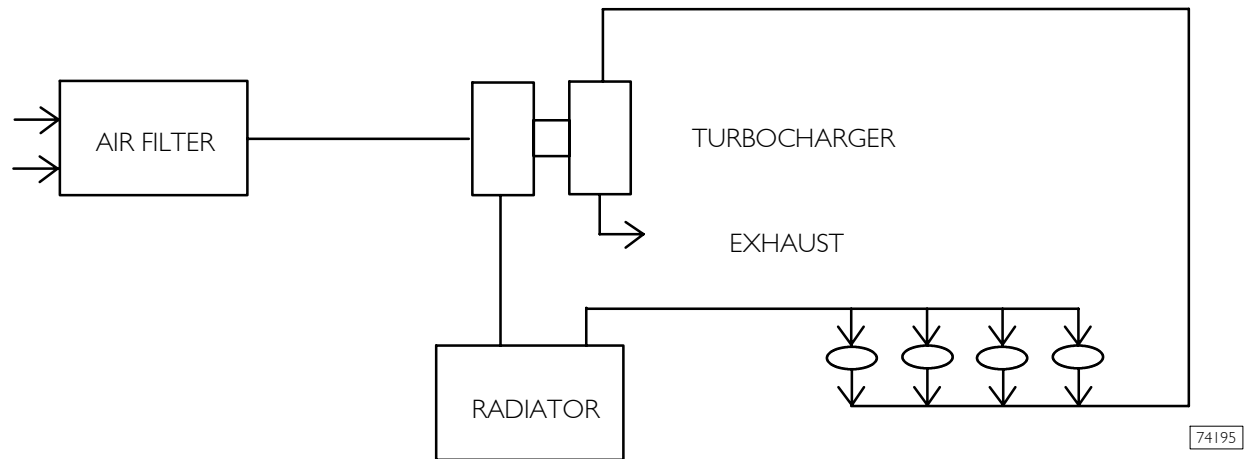 AIR FILTER
TURBOCHARGER
EXHAUST
RADIATOR
74195